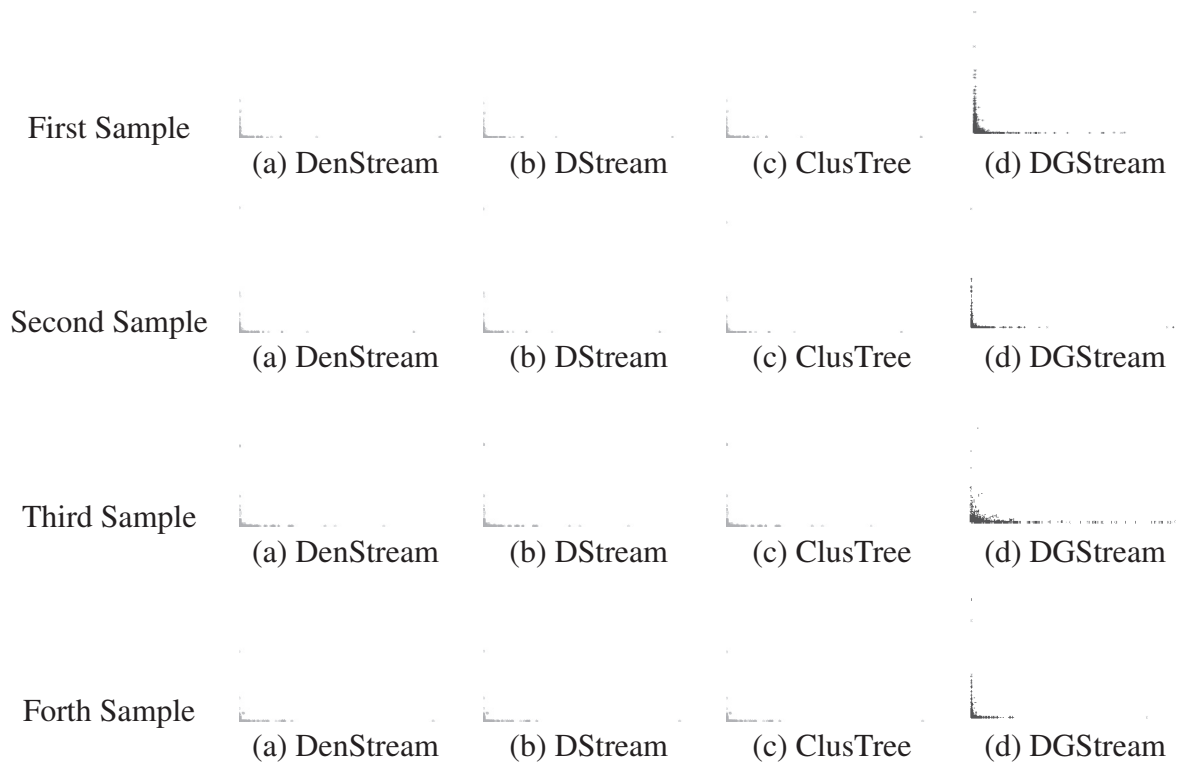 First Sample
(a) DenStream (b) DStream (c) ClusTree (d) DGStream
Second Sample
(a) DenStream (b) DStream (c) ClusTree (d) DGStream
Third Sample
(a) DenStream (b) DStream (c) ClusTree (d) DGStream
Forth Sample
(a) DenStream (b) DStream (c) ClusTree (d) DGStream